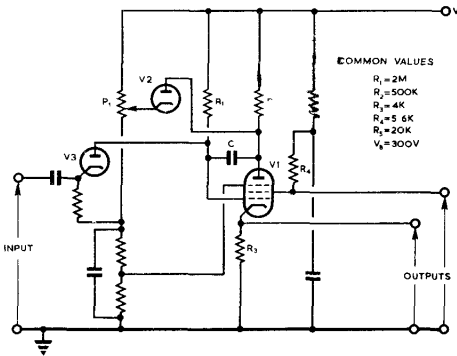 V
COMMON VALUES
R₁ = 2M
R₂ = 500K
R₃ = 4K
R₄ = 5 6K
R₅ = 20K
V_B = 300V
V2
P₁
R₁
C
V3
V1
R₄
R₃
INPUT
OUTPUTS